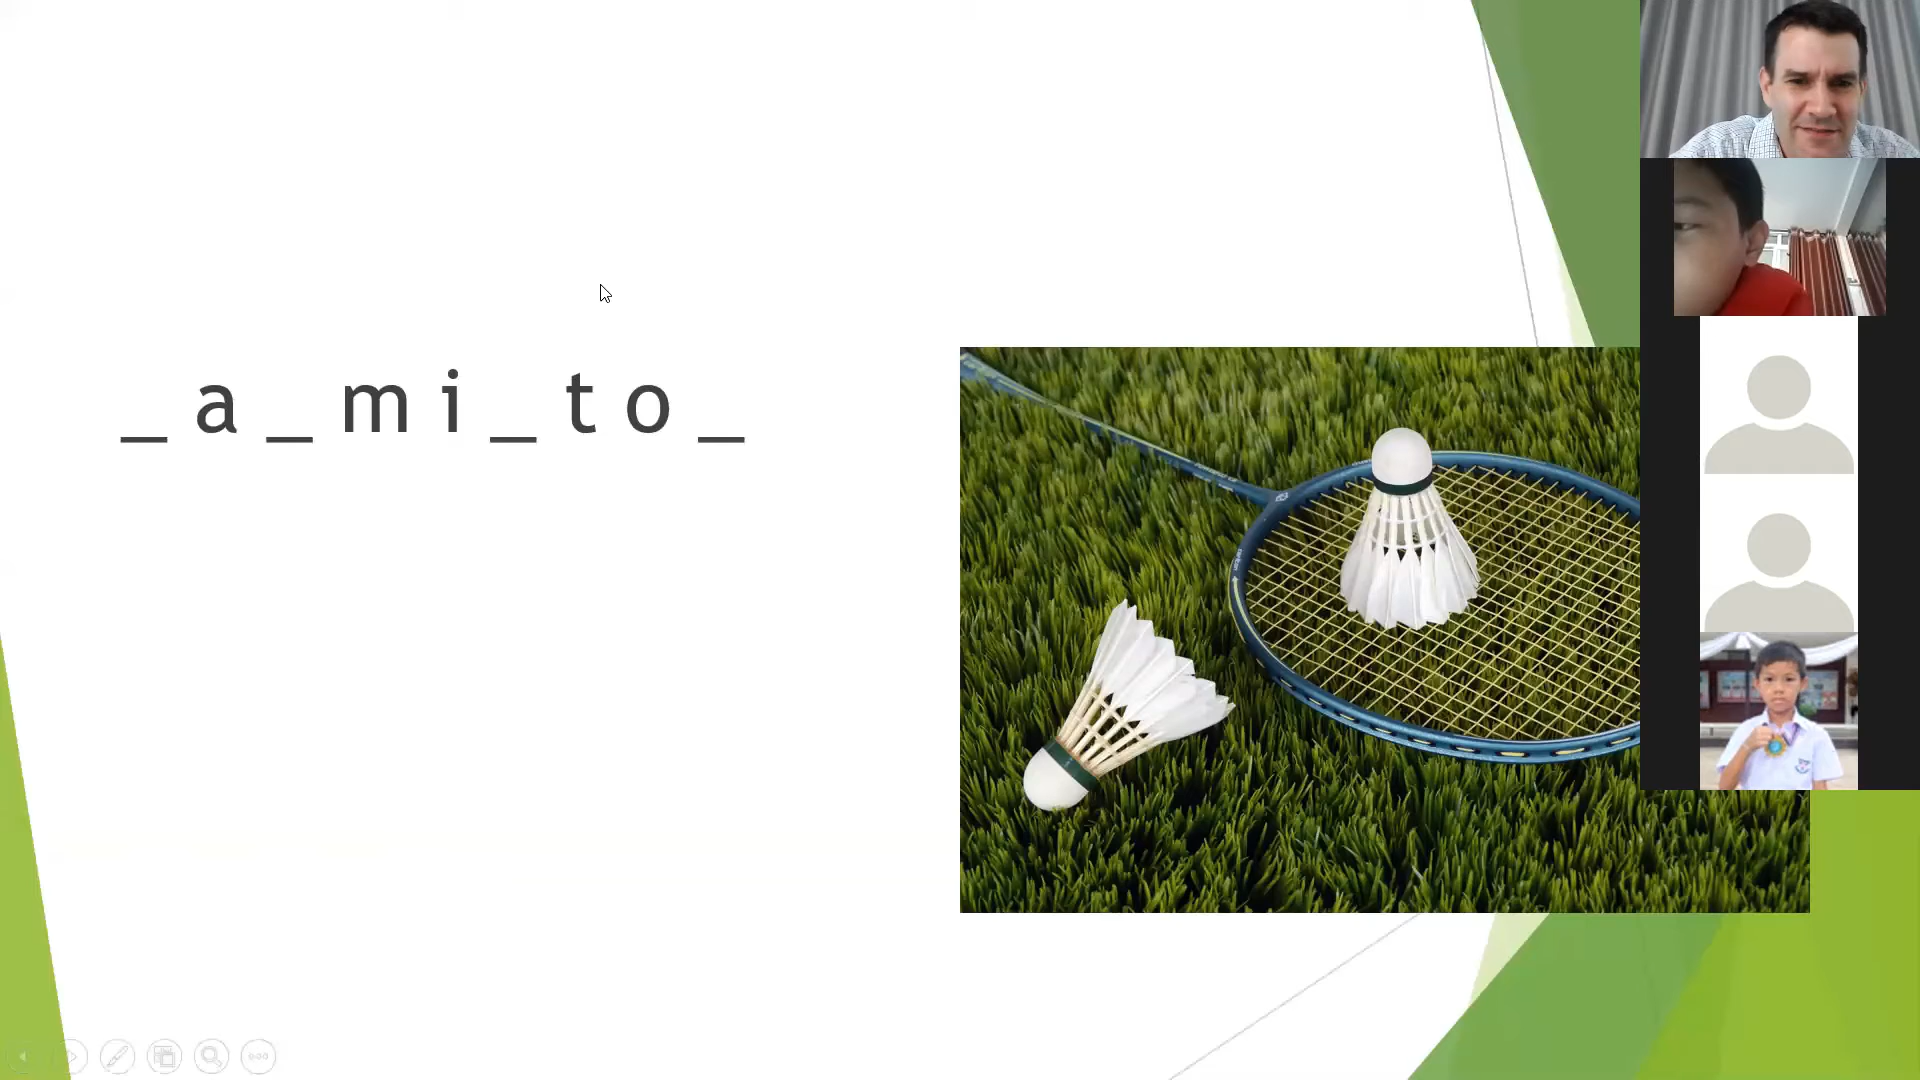 _ a _ m i _ t o _